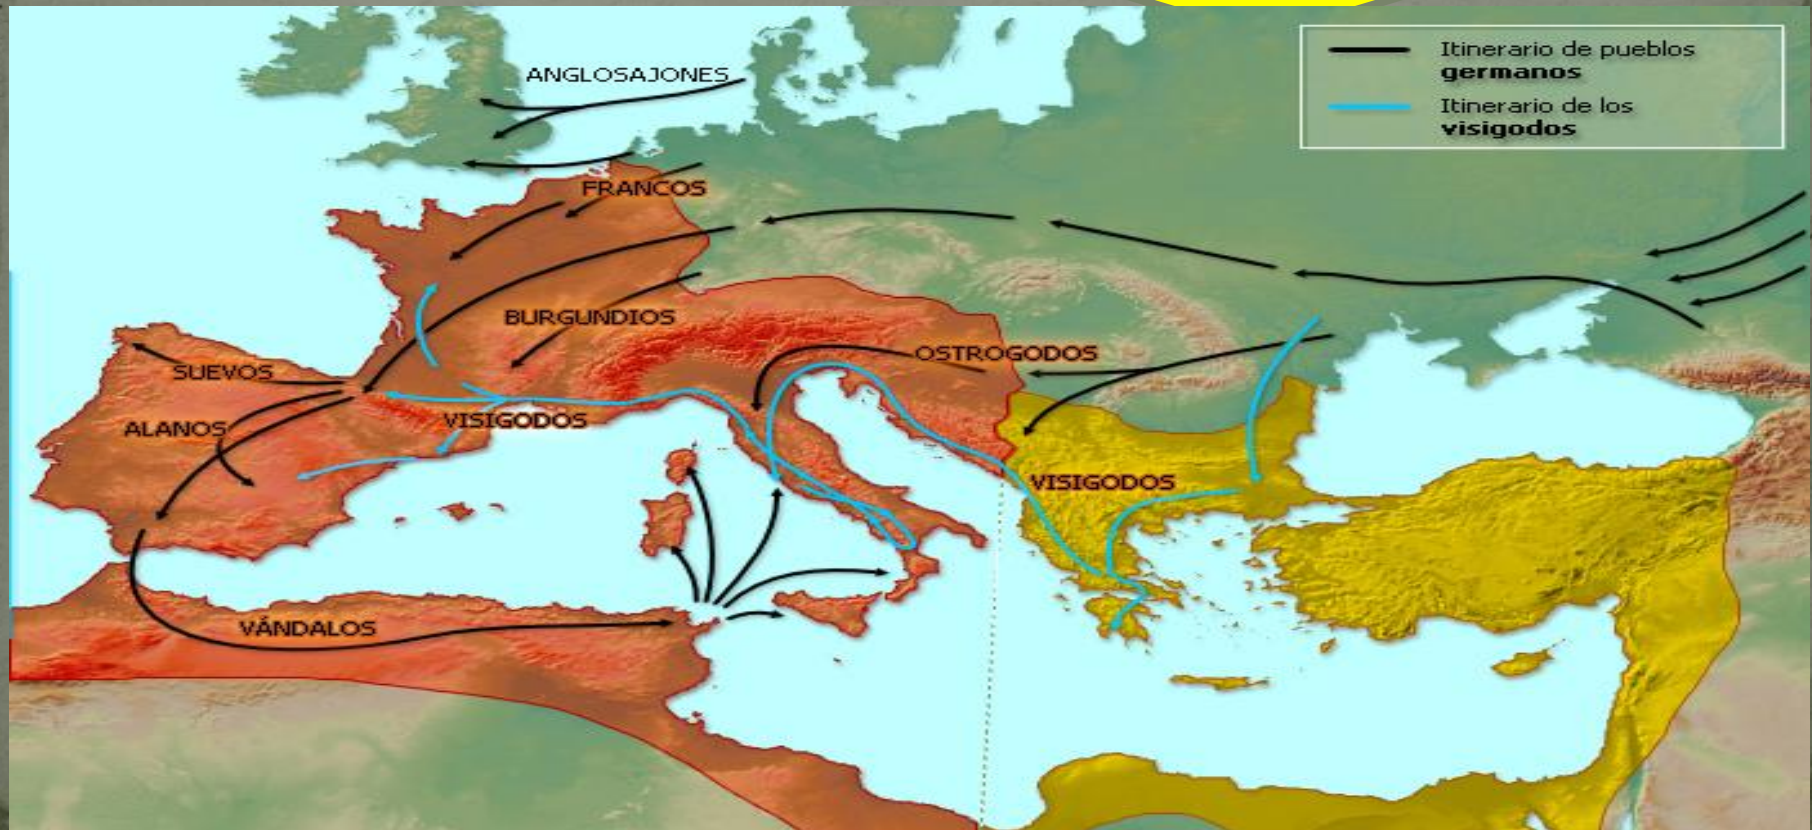 Itinerario de pueblos
germanos
Itinerario de los
visigodos
ANGLOSAJONES
FRANCOS
BURGUNDIOS
OSTROGODOS
SUEVOS
ALANOS
VISIGODOS
VISIGODOS
VÁNDALOS